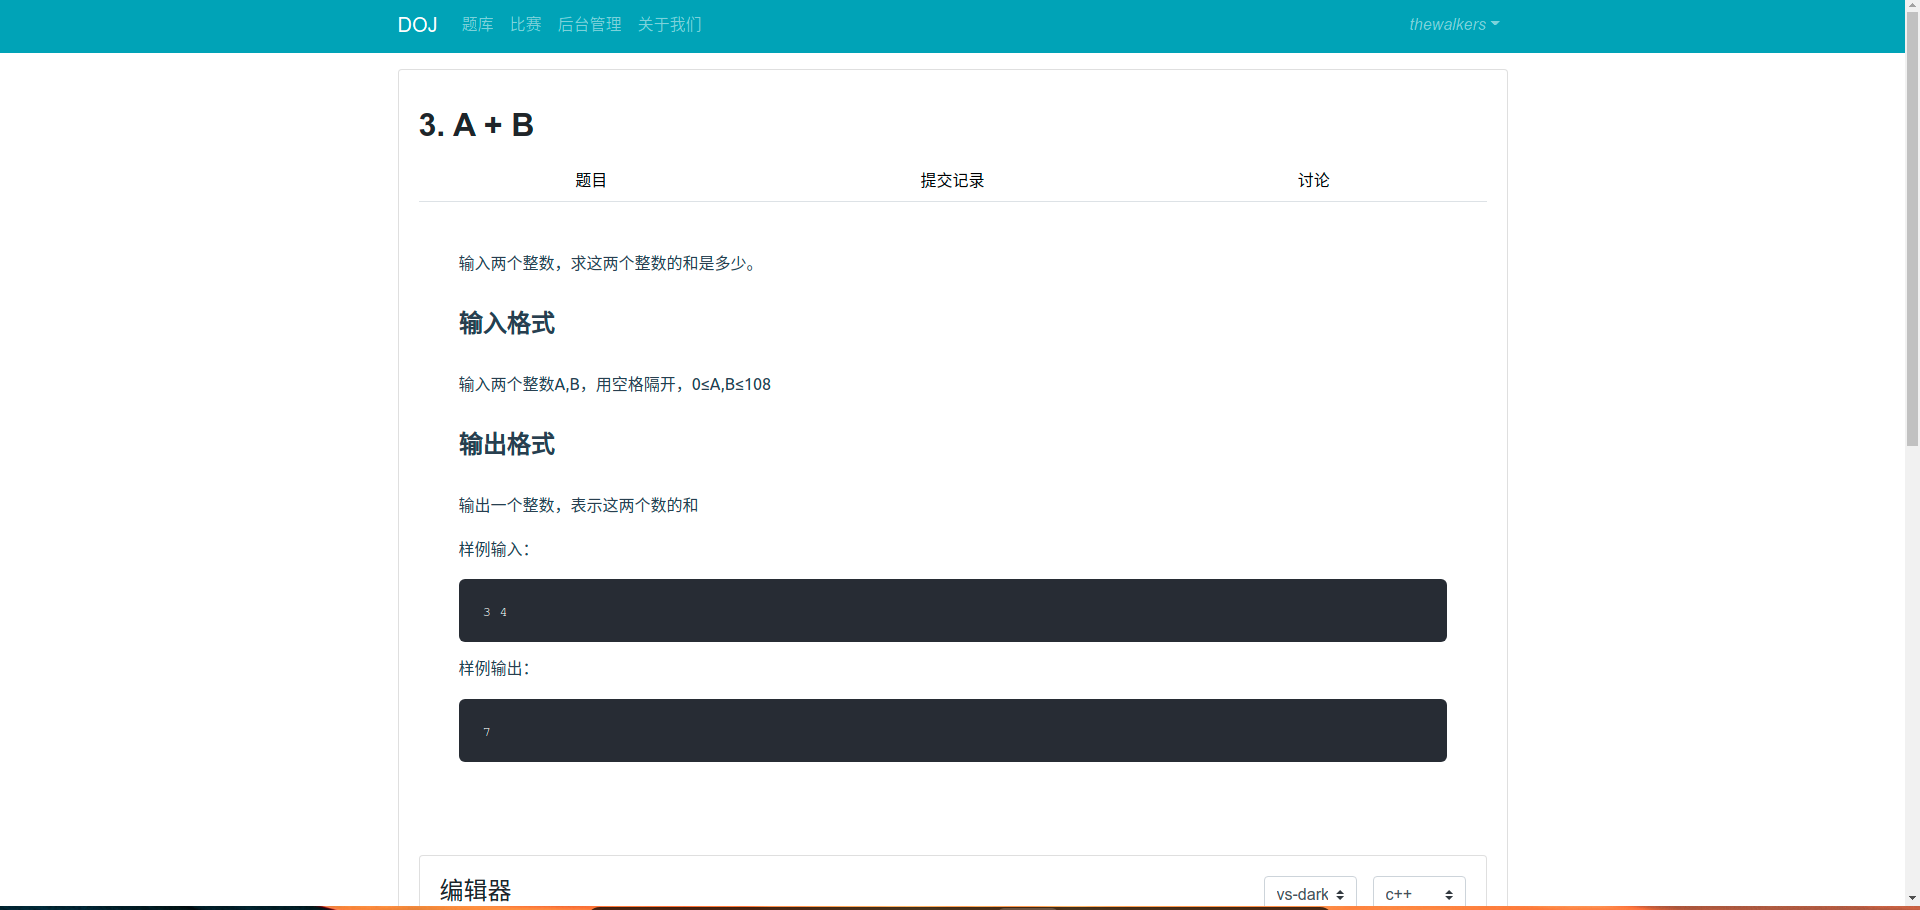 DOJ 题库 比赛 后台管理 关于我们 thewalkers
3. A + B
题目 提交记录 讨论
输入两个整数，求这两个整数的和是多少。
输入格式
输入两个整数A,B，用空格隔开，0≤A,B≤108
输出格式
输出一个整数，表示这两个数的和
样例输入：
3 4
样例输出：
7
编辑器 vs-dark c++